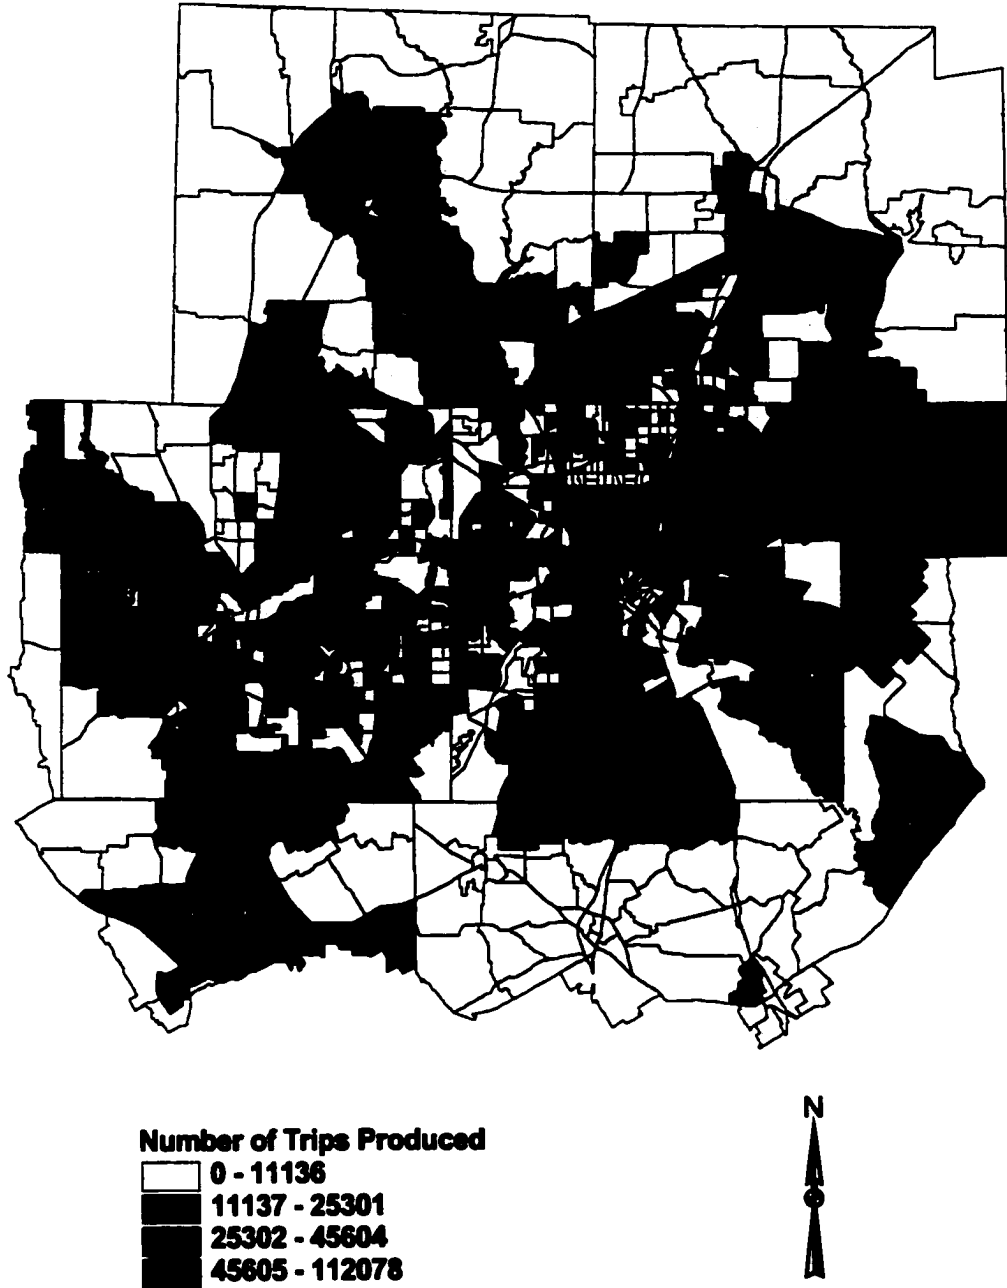 N
Number of Trips Produced
0 - 11136
11137 - 25301
25302 - 45604
45605 - 112078